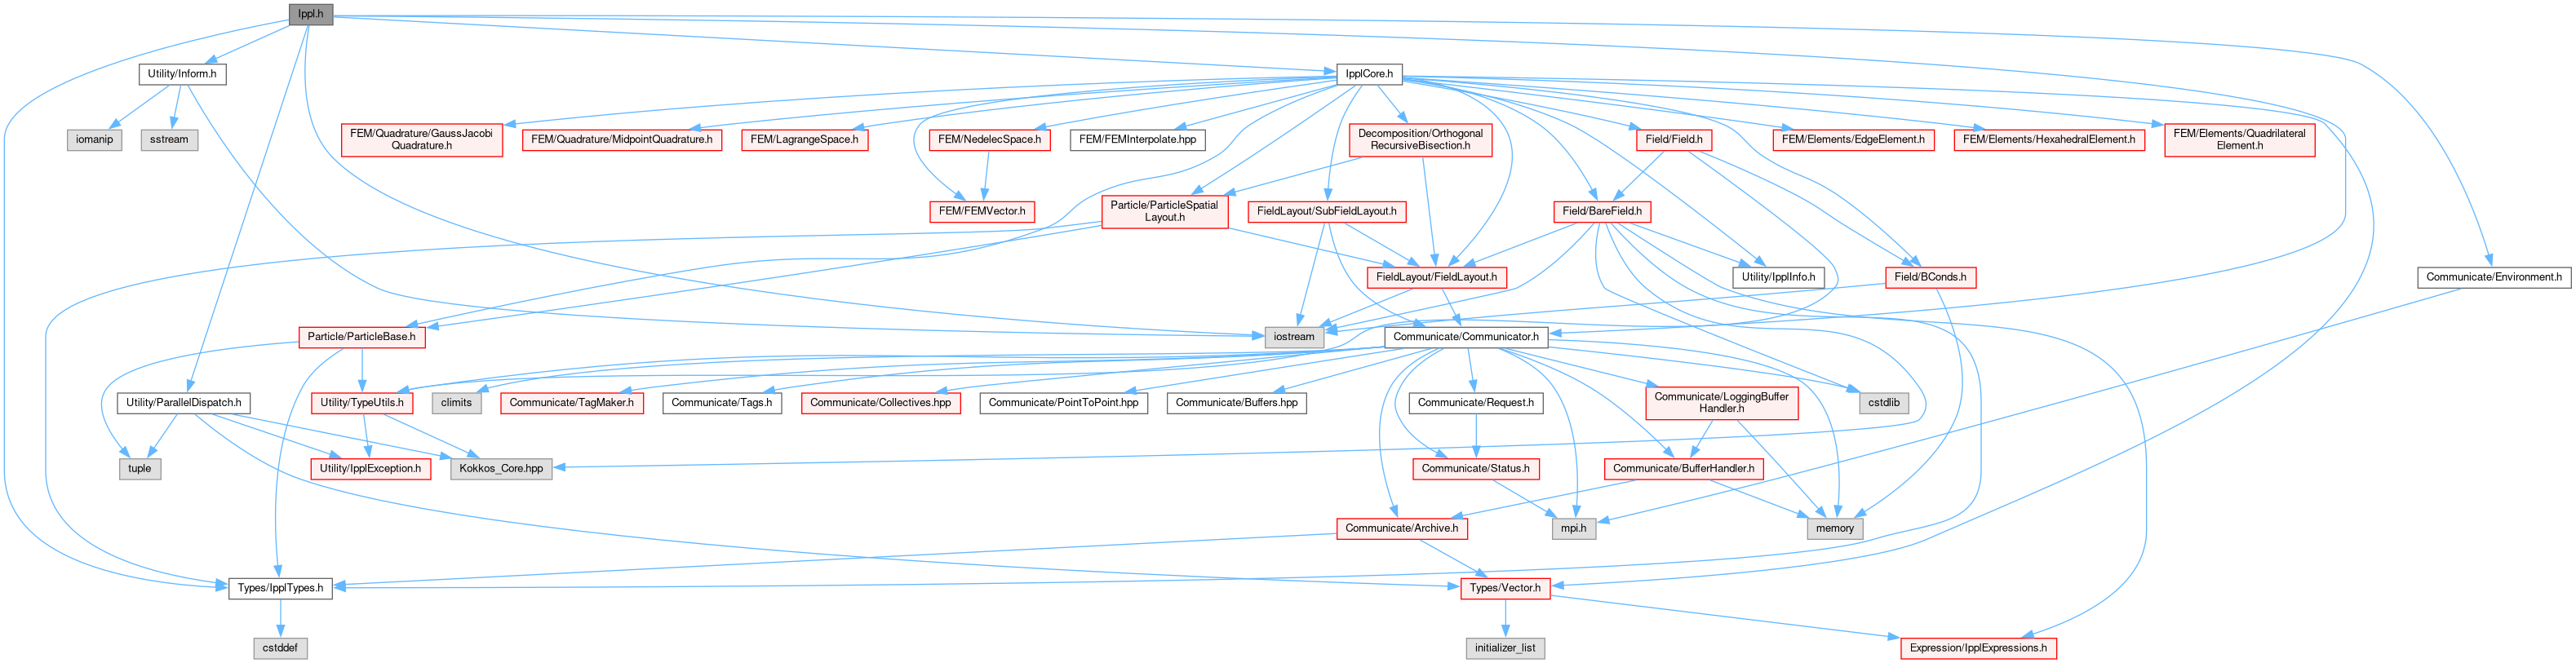 Ippl.h
Utility/Inform.h
IpplCore.h
iomanip
sstream
FEM/Quadrature/GaussJacobi
Quadrature.h
FEM/Quadrature/MidpointQuadrature.h
FEM/LagrangeSpace.h
FEM/NedelecSpace.h
FEM/FEMInterpolate.hpp
Decomposition/Orthogonal
RecursiveBisection.h
Field/Field.h
FEM/Elements/EdgeElement.h
FEM/Elements/HexahedralElement.h
FEM/Elements/Quadrilateral
Element.h
FEM/FEMVector.h
Particle/ParticleSpatial
Layout.h
FieldLayout/SubFieldLayout.h
Field/BareField.h
FieldLayout/FieldLayout.h
Utility/IpplInfo.h
Field/BConds.h
Communicate/Environment.h
Particle/ParticleBase.h
iostream
Communicate/Communicator.h
Utility/ParallelDispatch.h
Utility/TypeUtils.h
climits
Communicate/TagMaker.h
Communicate/Tags.h
Communicate/Collectives.hpp
Communicate/PointToPoint.hpp
Communicate/Buffers.hpp
Communicate/Request.h
Communicate/LoggingBuffer
Handler.h
cstdlib
tuple
Utility/IpplException.h
Kokkos_Core.hpp
Communicate/Status.h
Communicate/BufferHandler.h
Communicate/Archive.h
mpi.h
memory
Types/IpplTypes.h
Types/Vector.h
cstddef
initializer_list
Expression/IpplExpressions.h